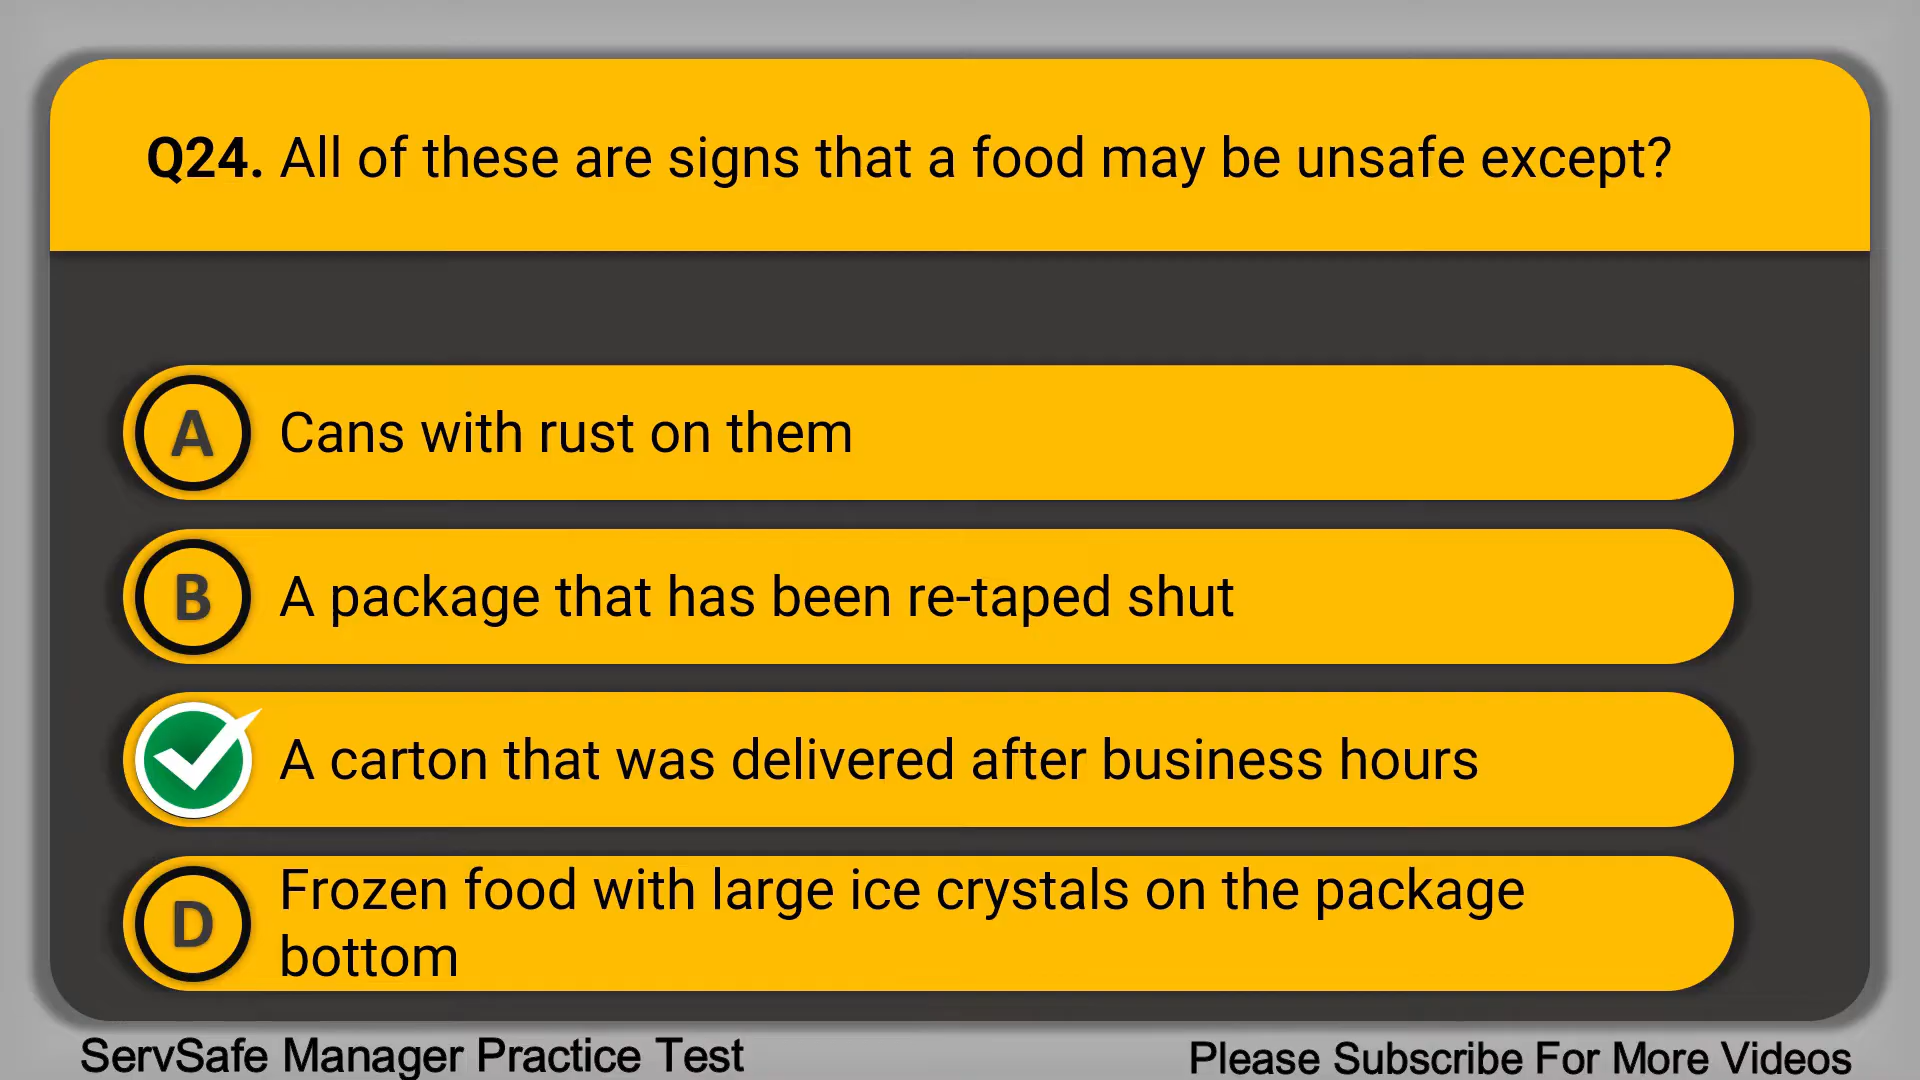 Q24. All of these are signs that a food may be unsafe except?
A Cans with rust on them
B A package that has been re-taped shut
A carton that was delivered after business hours
D Frozen food with large ice crystals on the package
bottom
ServSafe Manager Practice Test
Please Subscribe For More Videos